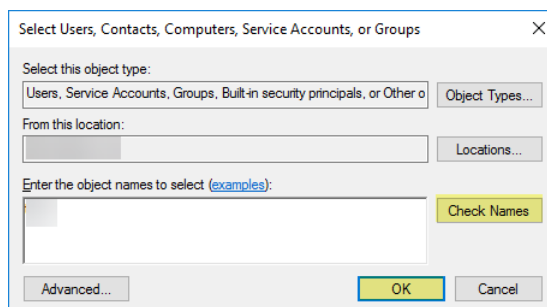 Select Users, Contacts, Computers, Service Accounts, or Groups
Select this object type:
Users, Service Accounts, Groups, Built-in security principals, or Other o
Object Types...
From this location:
Locations...
Enter the object names to select (examples):
Check Names
Advanced...
OK
Cancel